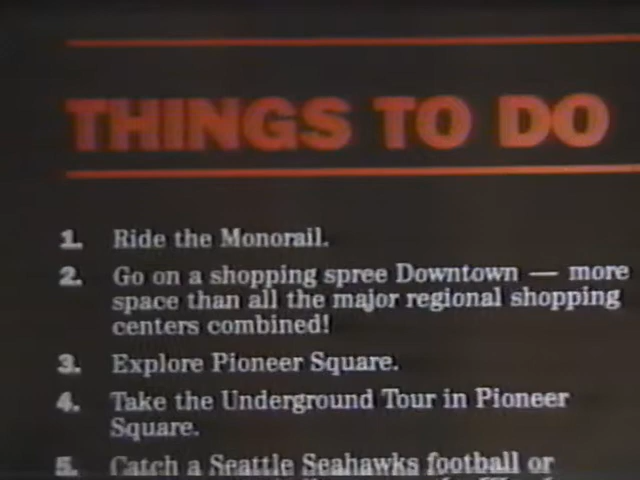 THINGS TO DO
1. Ride the Monorail.
2. Go on a shopping spree Downtown — more
space than all the major regional shopping
centers combined!
3. Explore Pioneer Square.
4. Take the Underground Tour in Pioneer
Square.
5. Catch a Seattle Seahawks football or